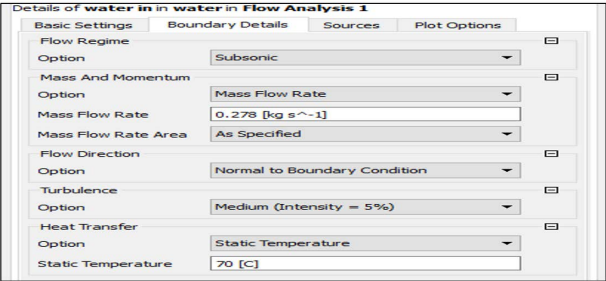 Details of water in in water in Flow Analysis 1
Basic Settings Boundary Details Sources Plot Options
Flow Regime
Option Subsonic
Mass And Momentum
Option Mass Flow Rate
Mass Flow Rate 0.278 [kg s^-1]
Mass Flow Rate Area As Specified
Flow Direction
Option Normal to Boundary Condition
Turbulence
Option Medium (Intensity = 5%)
Heat Transfer
Option Static Temperature
Static Temperature 70 [C]